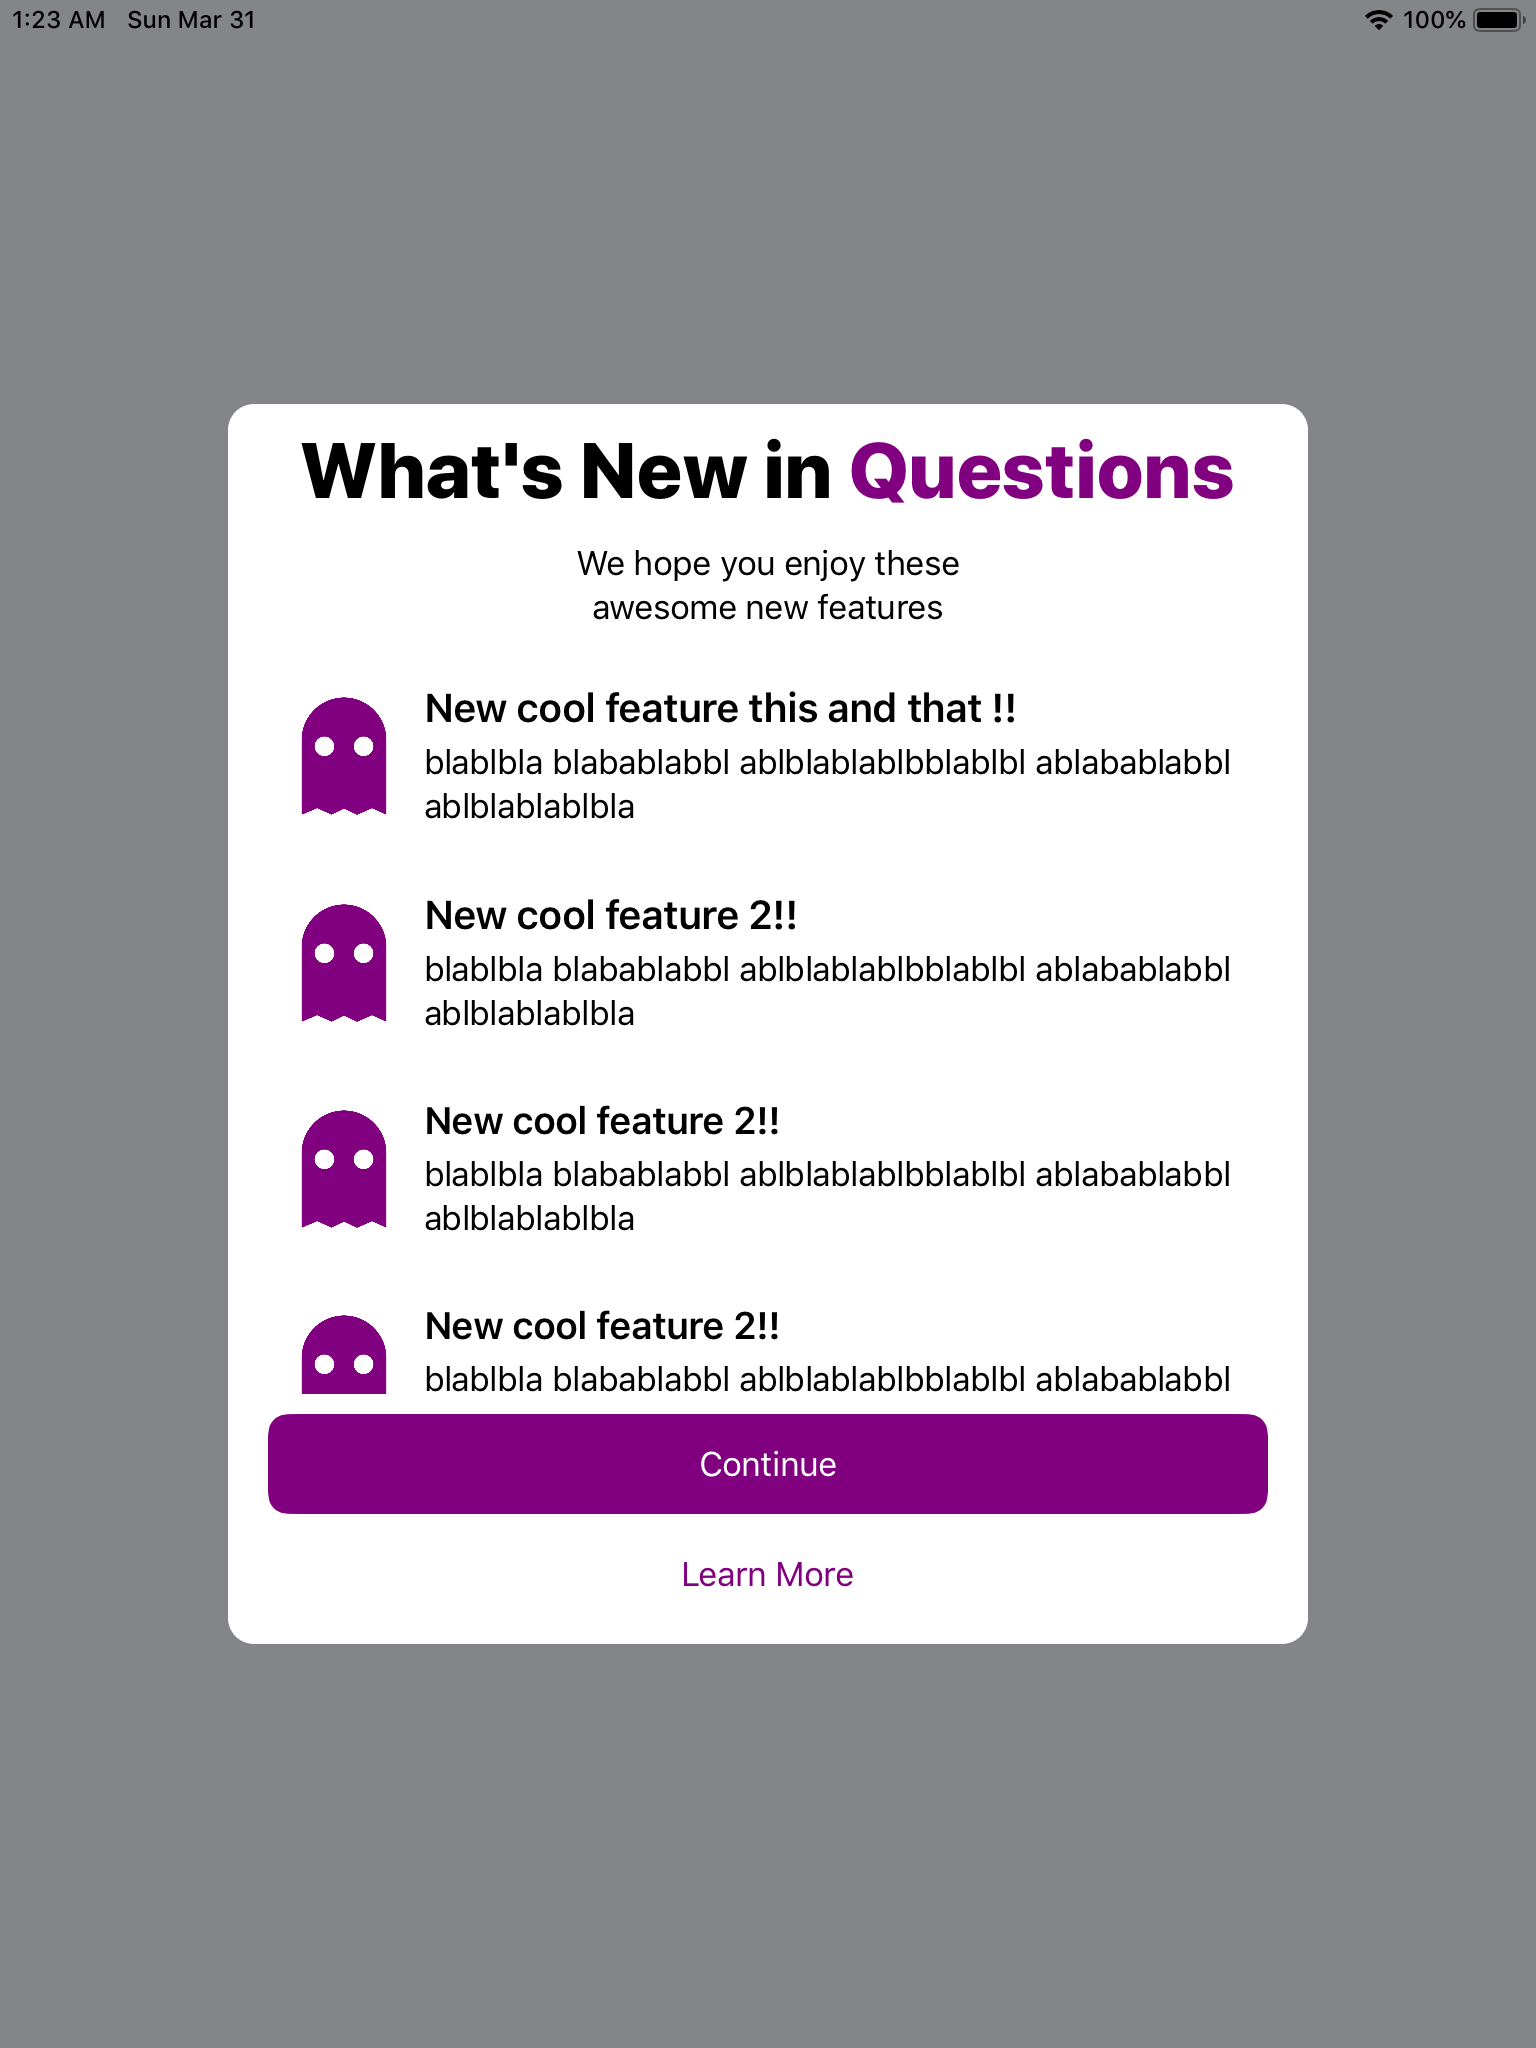 1:23 AM Sun Mar 31 100%
What's New in Questions
We hope you enjoy these
awesome new features
New cool feature this and that !!
blablbla blabablabbl ablblablablbblablbl ablabablabbl
ablblablablbla
New cool feature 2!!
blablbla blabablabbl ablblablablbblablbl ablabablabbl
ablblablablbla
New cool feature 2!!
blablbla blabablabbl ablblablablbblablbl ablabablabbl
ablblablablbla
New cool feature 2!!
blablbla blabablabbl ablblablablbblablbl ablabablabbl
Continue
Learn More